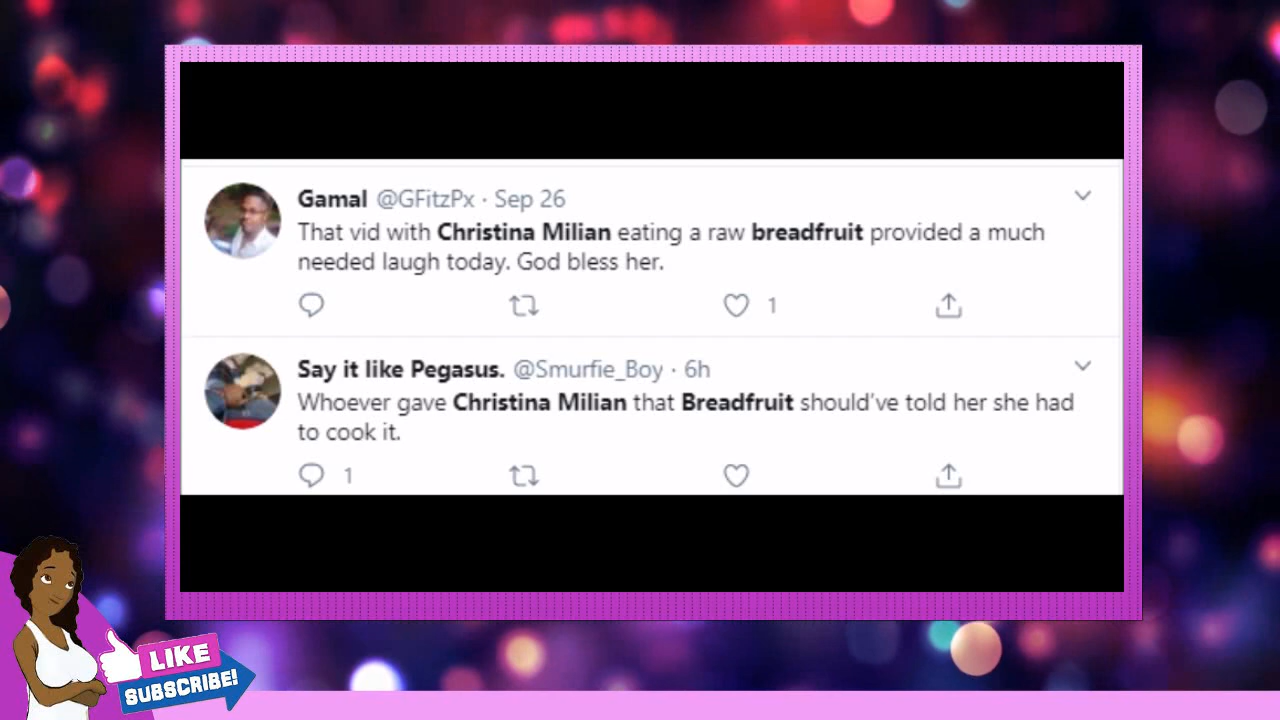 Gamal @GFitzPx · Sep 26
That vid with Christina Milian eating a raw breadfruit provided a much
needed laugh today. God bless her.
1
Say it like Pegasus. @Smurfie_Boy · 6h
Whoever gave Christina Milian that Breadfruit should've told her she had
to cook it.
1
LIKE
SUBSCRIBE!